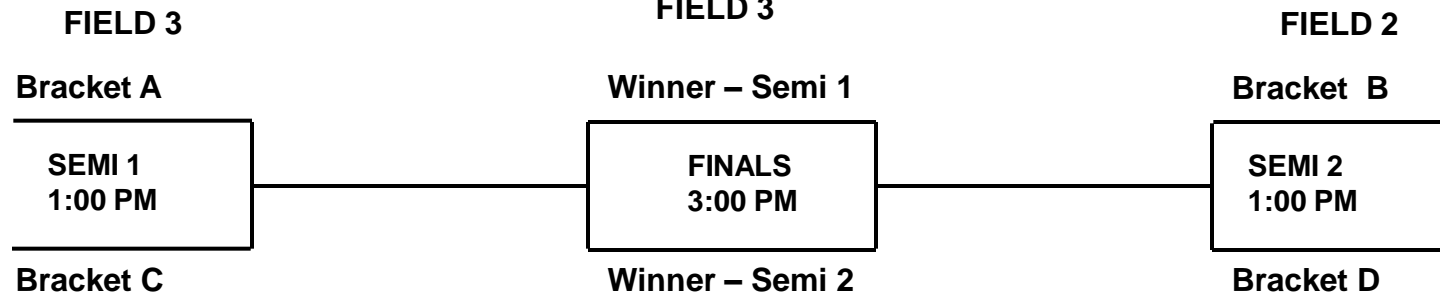 FIELD 3
FIELD 3
FIELD 2
Bracket A
Winner – Semi 1
Bracket  B
SEMI 1
1:00 PM
FINALS
3:00 PM
SEMI 2
1:00 PM
Bracket C
Winner – Semi 2
Bracket D